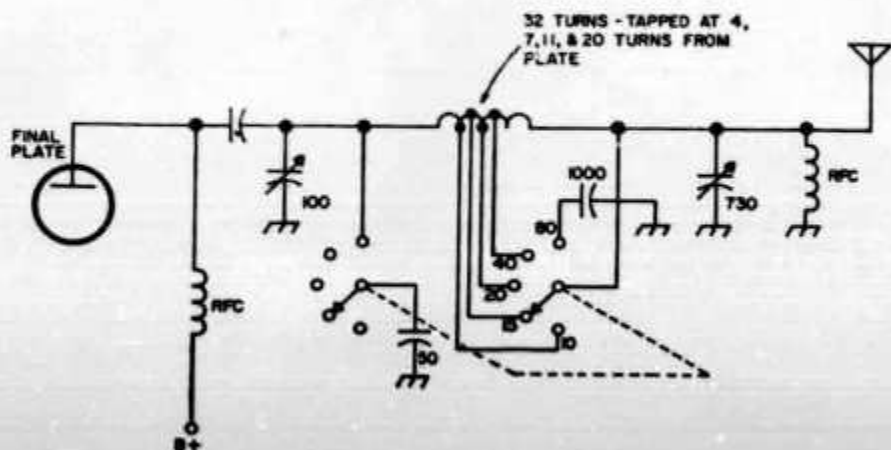 32 TURNS - TAPPED AT 4,
7, 11, & 20 TURNS FROM
PLATE
FINAL
PLATE
100
1000
730
RFC
RFC
80
40
20
15
10
50
B+